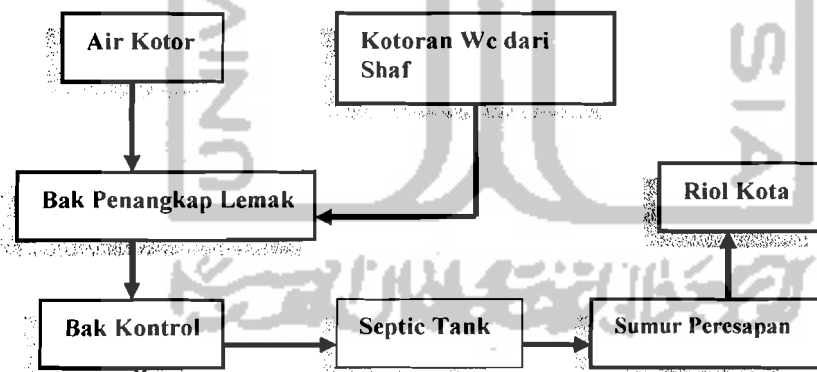 Air Kotor
Kotoran Wc dari
Shaf
Bak Penangkap Lemak
Riol Kota
Bak Kontrol
Septic Tank
Sumur Peresapan